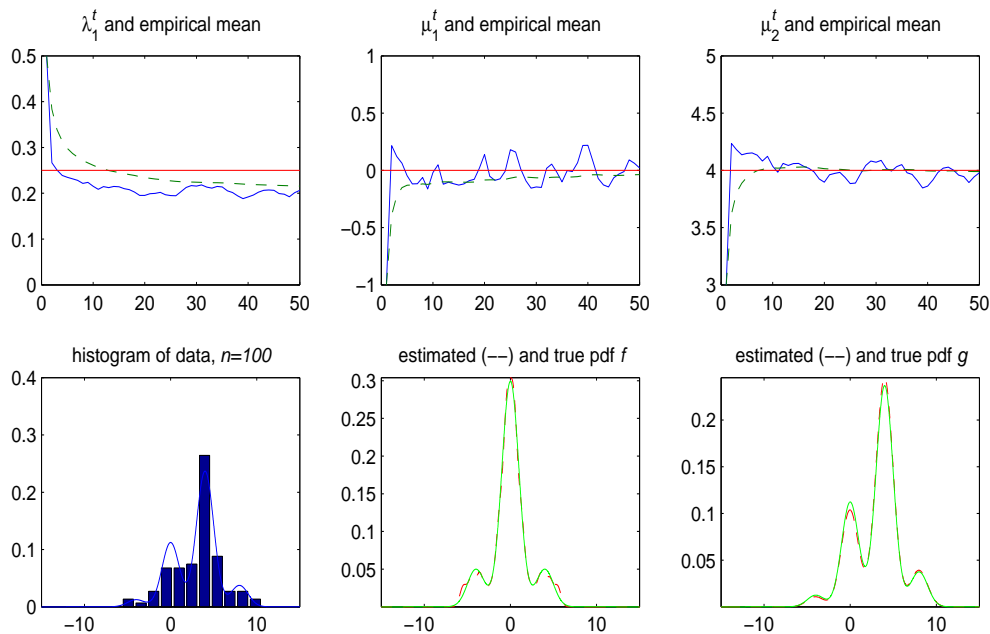 λ₁ᵗ and empirical mean
μ₁ᵗ and empirical mean
μ₂ᵗ and empirical mean
0.5
0.4
0.3
0.2
0.1
0
0 10 20 30 40 50
1
0.5
0
−0.5
−1
0 10 20 30 40 50
5
4.5
4
3.5
3
0 10 20 30 40 50
histogram of data, n=100
estimated (−−) and true pdf f
estimated (−−) and true pdf g
0.4
0.3
0.2
0.1
0
−10 0 10
0.3
0.25
0.2
0.15
0.1
0.05
−10 0 10
0.2
0.15
0.1
0.05
−10 0 10